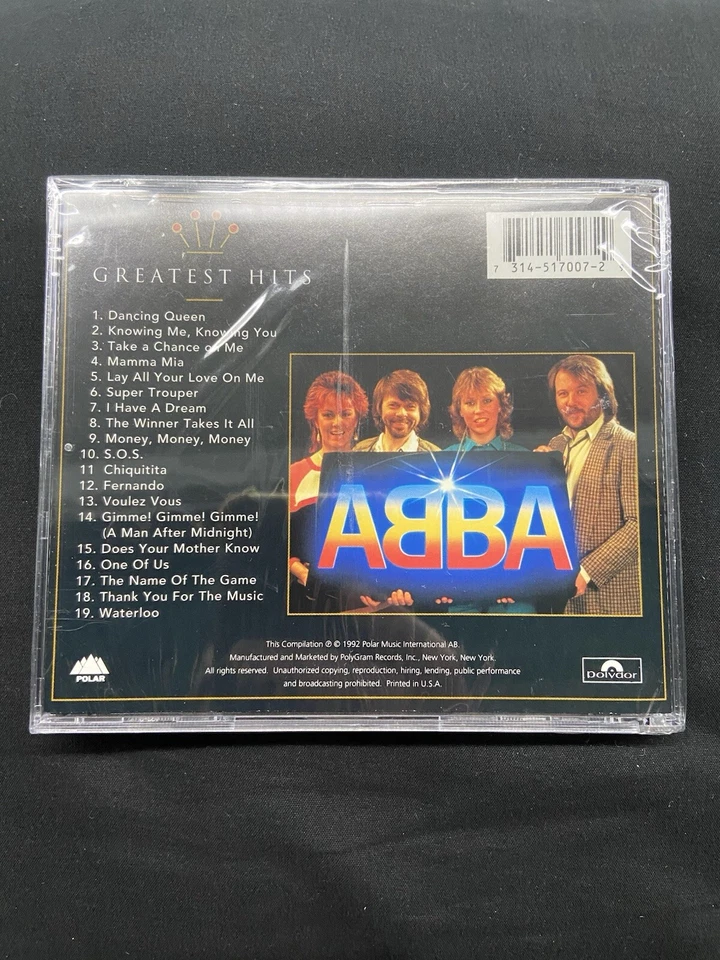 GREATEST HITS
7 314-517007-2
1. Dancing Queen
2. Knowing Me, Knowing You
3. Take a Chance on Me
4. Mamma Mia
5. Lay All Your Love On Me
6. Super Trouper
7. I Have A Dream
8. The Winner Takes It All
9. Money, Money, Money
10. S.O.S.
11 Chiquitita
12. Fernando
13. Voulez Vous
14. Gimme! Gimme! Gimme!
(A Man After Midnight)
15. Does Your Mother Know
16. One Of Us
17. The Name Of The Game
18. Thank You For The Music
19. Waterloo
ABBA
This Compilation ℗ © 1992 Polar Music International AB.
Manufactured and Marketed by PolyGram Records, Inc., New York, New York.
All rights reserved. Unauthorized copying, reproduction, hiring, lending, public performance
and broadcasting prohibited. Printed in U.S.A.
POLAR
Polydor